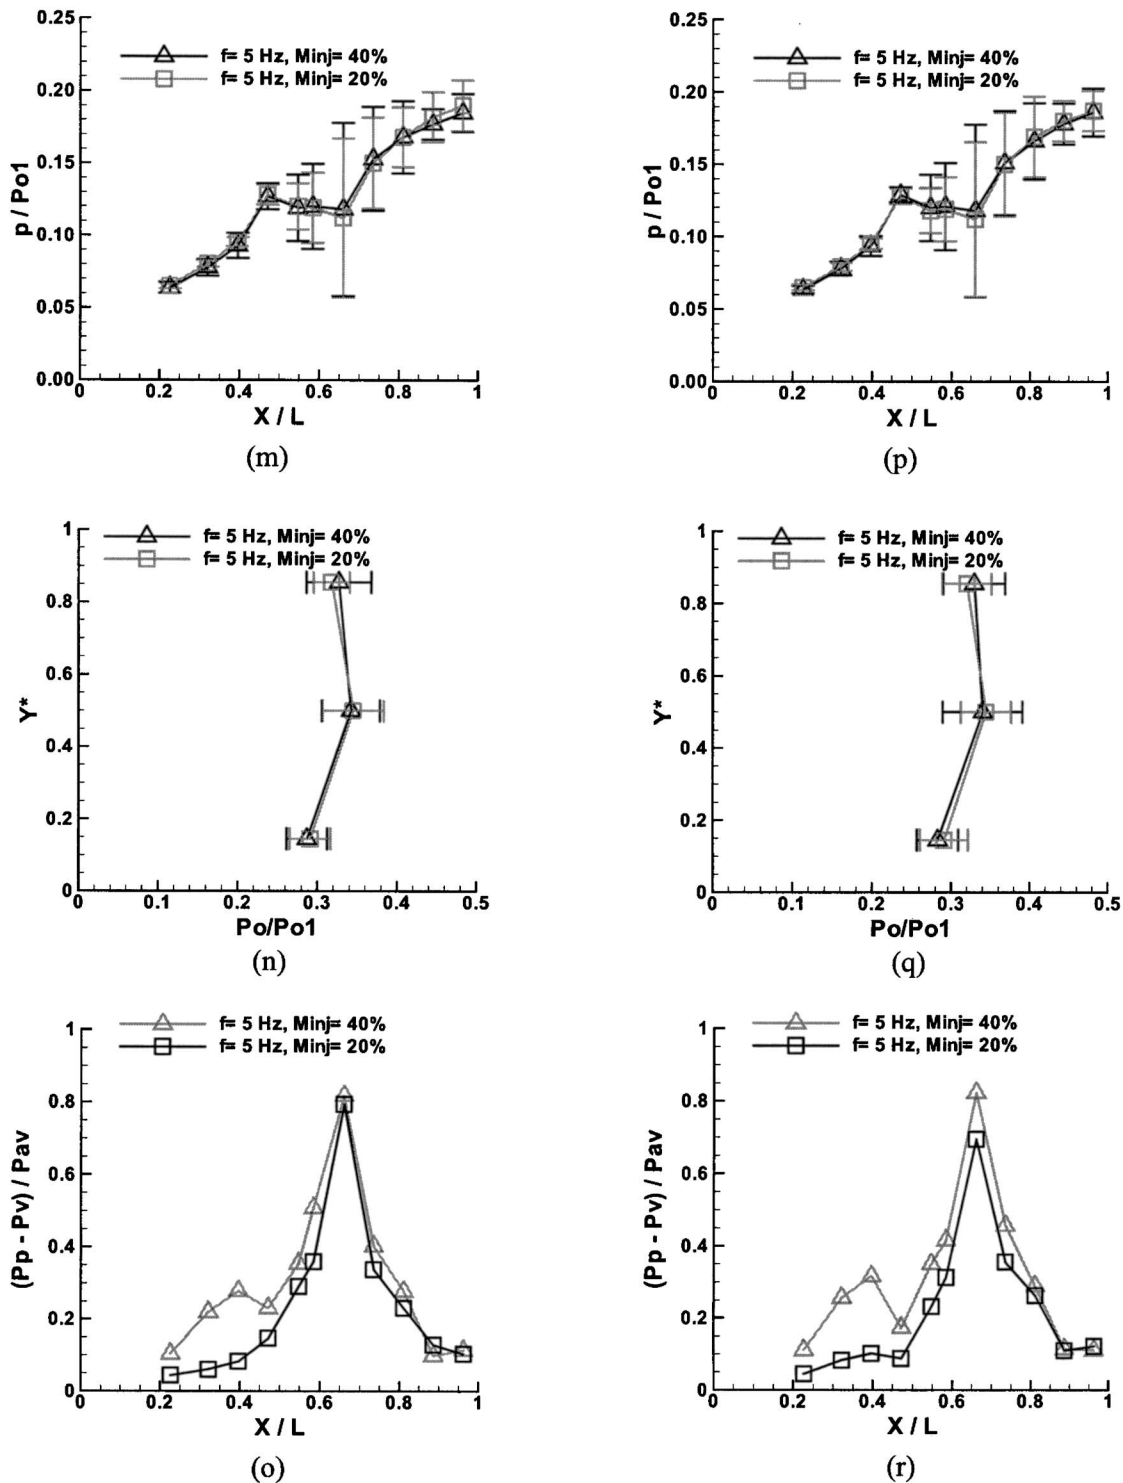 0.25
f= 5 Hz, Minj= 40%
f= 5 Hz, Minj= 20%
0.20
0.15
0.10
0.05
0.00
p / Po1
0 0.2 0.4 0.6 0.8 1
X / L
(m)
0.25
f= 5 Hz, Minj= 40%
f= 5 Hz, Minj= 20%
0.20
0.15
0.10
0.05
0.00
p / Po1
0 0.2 0.4 0.6 0.8 1
X / L
(p)
1
f= 5 Hz, Minj= 40%
f= 5 Hz, Minj= 20%
0.8
0.6
0.4
0.2
0
Y*
0 0.1 0.2 0.3 0.4 0.5
Po/Po1
(n)
1
f= 5 Hz, Minj= 40%
f= 5 Hz, Minj= 20%
0.8
0.6
0.4
0.2
0
Y*
0 0.1 0.2 0.3 0.4 0.5
Po/Po1
(q)
1
f= 5 Hz, Minj= 40%
f= 5 Hz, Minj= 20%
0.8
0.6
0.4
0.2
0
(Pp - Pv) / Pav
0 0.2 0.4 0.6 0.8 1
X / L
(o)
1
f= 5 Hz, Minj= 40%
f= 5 Hz, Minj= 20%
0.8
0.6
0.4
0.2
0
(Pp - Pv) / Pav
0 0.2 0.4 0.6 0.8 1
X / L
(r)